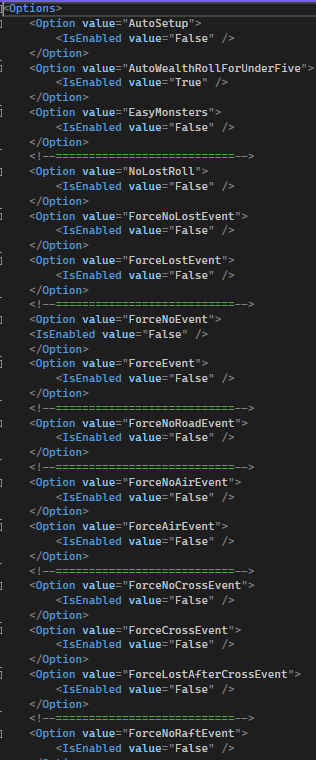 <Options>
<Option value="AutoSetup">
<IsEnabled value="False" />
</Option>
<Option value="AutoWealthRollForUnderFive">
<IsEnabled value="True" />
</Option>
<Option value="EasyMonsters">
<IsEnabled value="False" />
</Option>
<!--===========================-->
<Option value="NoLostRoll">
<IsEnabled value="False" />
</Option>
<Option value="ForceNoLostEvent">
<IsEnabled value="False" />
</Option>
<Option value="ForceLostEvent">
<IsEnabled value="False" />
</Option>
<!--===========================-->
<Option value="ForceNoEvent">
<IsEnabled value="False" />
</Option>
<Option value="ForceEvent">
<IsEnabled value="False" />
</Option>
<!--===========================-->
<Option value="ForceNoRoadEvent">
<IsEnabled value="False" />
</Option>
<!--===========================-->
<Option value="ForceNoAirEvent">
<IsEnabled value="False" />
</Option>
<Option value="ForceAirEvent">
<IsEnabled value="False" />
</Option>
<!--===========================-->
<Option value="ForceNoCrossEvent">
<IsEnabled value="False" />
</Option>
<Option value="ForceCrossEvent">
<IsEnabled value="False" />
</Option>
<Option value="ForceLostAfterCrossEvent">
<IsEnabled value="False" />
</Option>
<!--===========================-->
<Option value="ForceNoRaftEvent">
<IsEnabled value="False" />